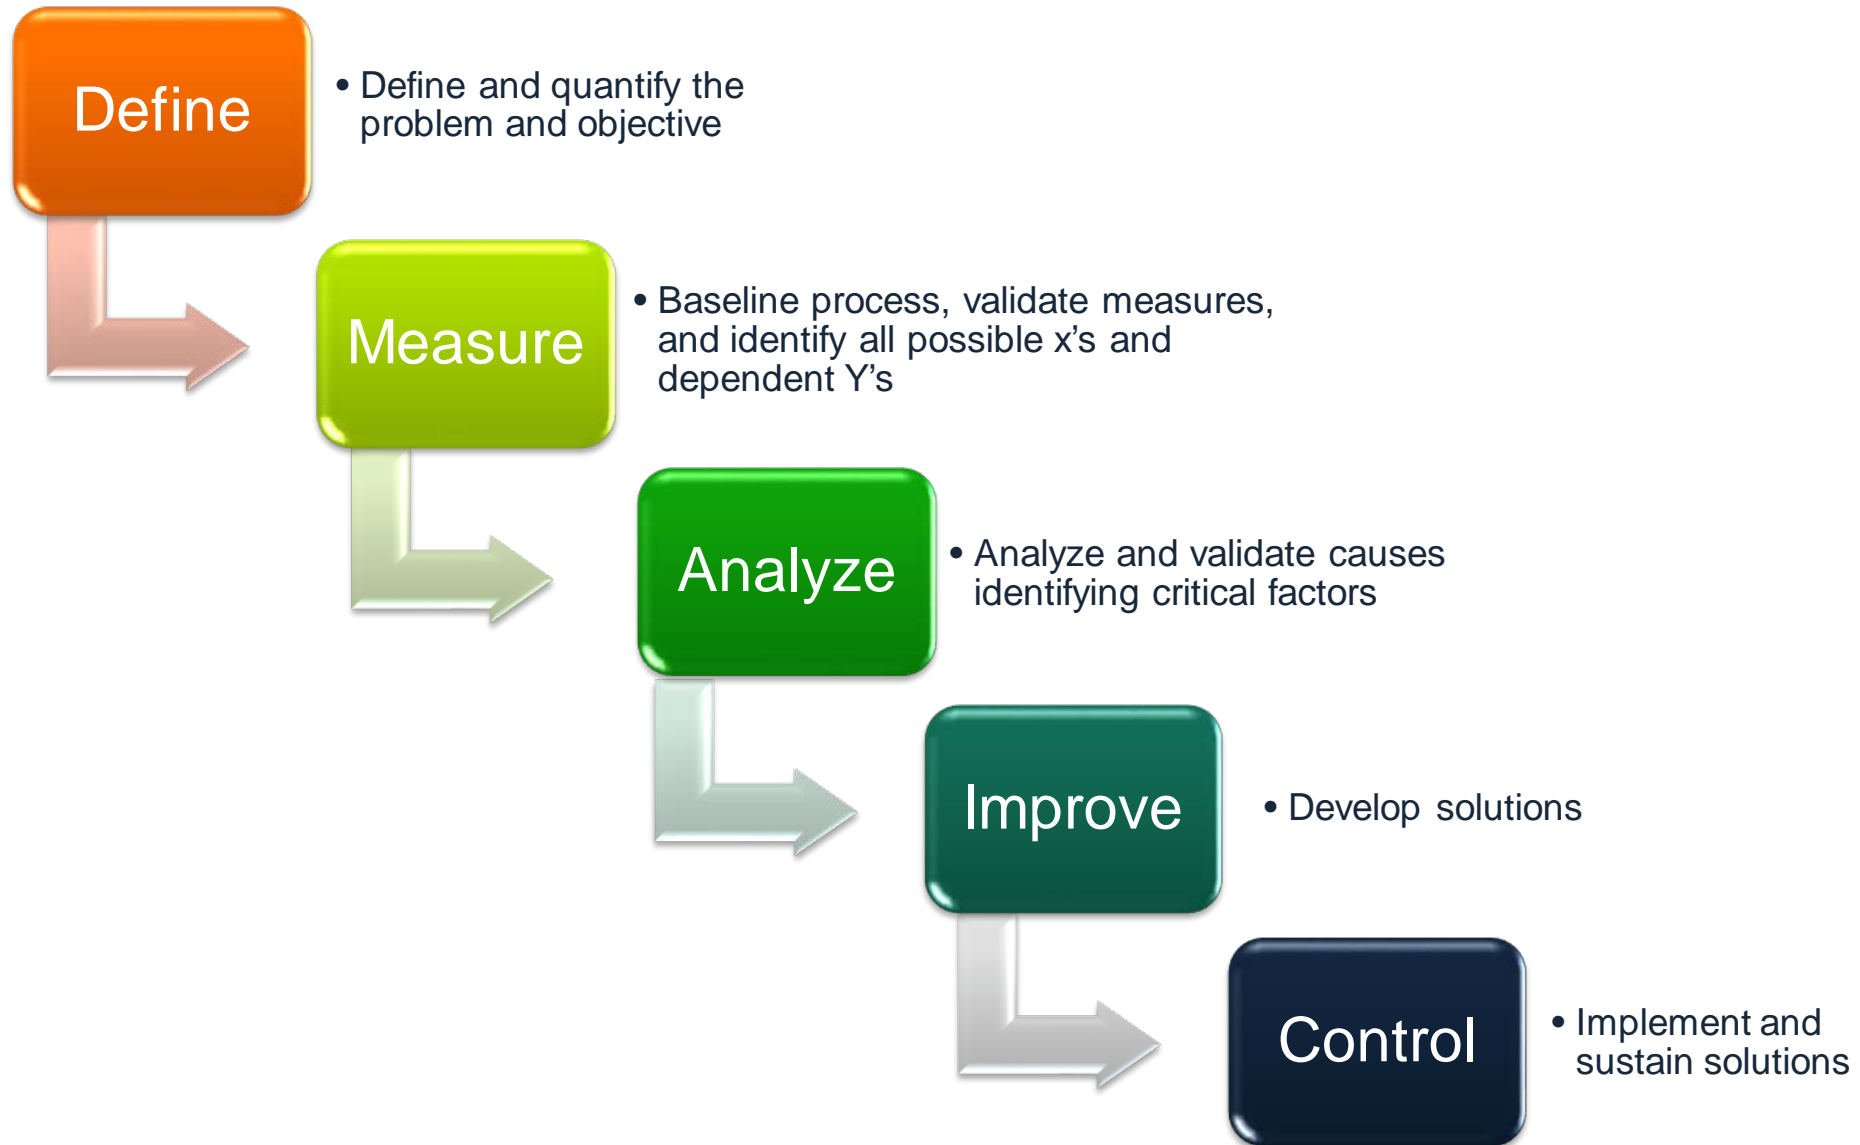 Define
• Define and quantify the
problem and objective
Measure
• Baseline process, validate measures,
and identify all possible x’s and
dependent Y’s
Analyze
• Analyze and validate causes
identifying critical factors
Improve
• Develop solutions
Control
• Implement and
sustain solutions